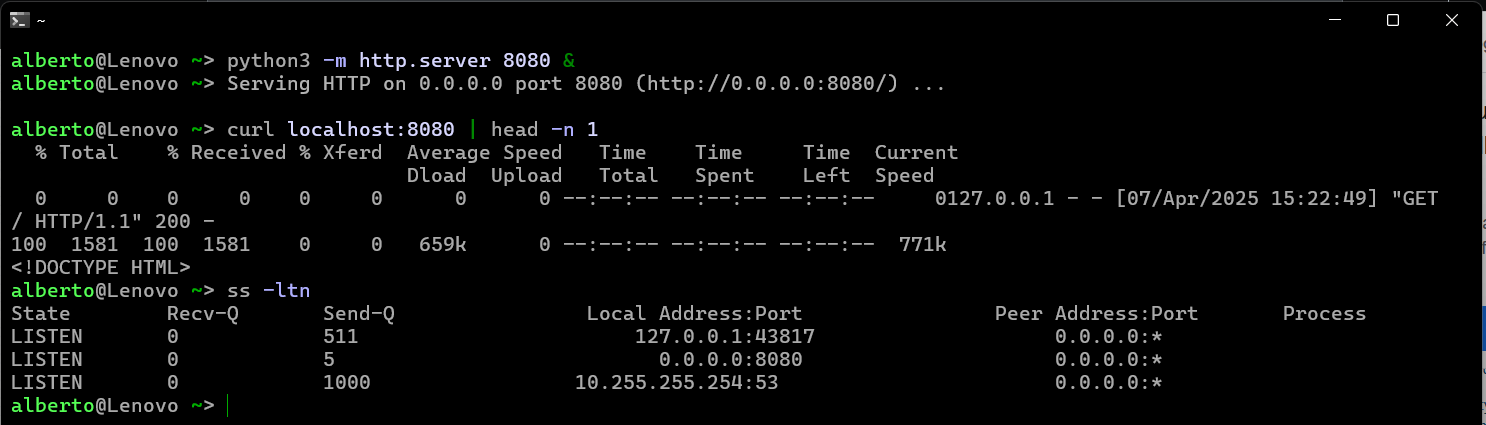 ~
alberto@Lenovo ~> python3 -m http.server 8080 &
alberto@Lenovo ~> Serving HTTP on 0.0.0.0 port 8080 (http://0.0.0.0:8080/) ...
alberto@Lenovo ~> curl localhost:8080 | head -n 1
  % Total    % Received % Xferd  Average Speed   Time    Time     Time  Current
                                 Dload  Upload   Total   Spent    Left  Speed
  0     0    0     0    0     0      0      0 --:--:-- --:--:-- --:--:--     0127.0.0.1 - - [07/Apr/2025 15:22:49] "GET
/ HTTP/1.1" 200 -
100  1581  100  1581    0     0   659k      0 --:--:-- --:--:-- --:--:--  771k
<!DOCTYPE HTML>
alberto@Lenovo ~> ss -ltn
State        Recv-Q       Send-Q                Local Address:Port                Peer Address:Port       Process
LISTEN       0            511                       127.0.0.1:43817                    0.0.0.0:*
LISTEN       0            5                           0.0.0.0:8080                     0.0.0.0:*
LISTEN       0            1000                 10.255.255.254:53                       0.0.0.0:*
alberto@Lenovo ~>